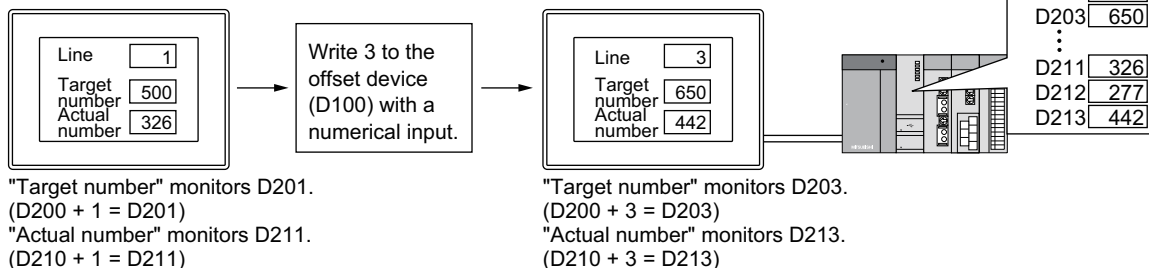 Line 1
Target
number 500
Actual
number 326
Write 3 to the
offset device
(D100) with a
numerical input.
Line 3
Target
number 650
Actual
number 442
D203 650
D211 326
D212 277
D213 442
"Target number" monitors D201.
(D200 + 1 = D201)
"Actual number" monitors D211.
(D210 + 1 = D211)
"Target number" monitors D203.
(D200 + 3 = D203)
"Actual number" monitors D213.
(D210 + 3 = D213)